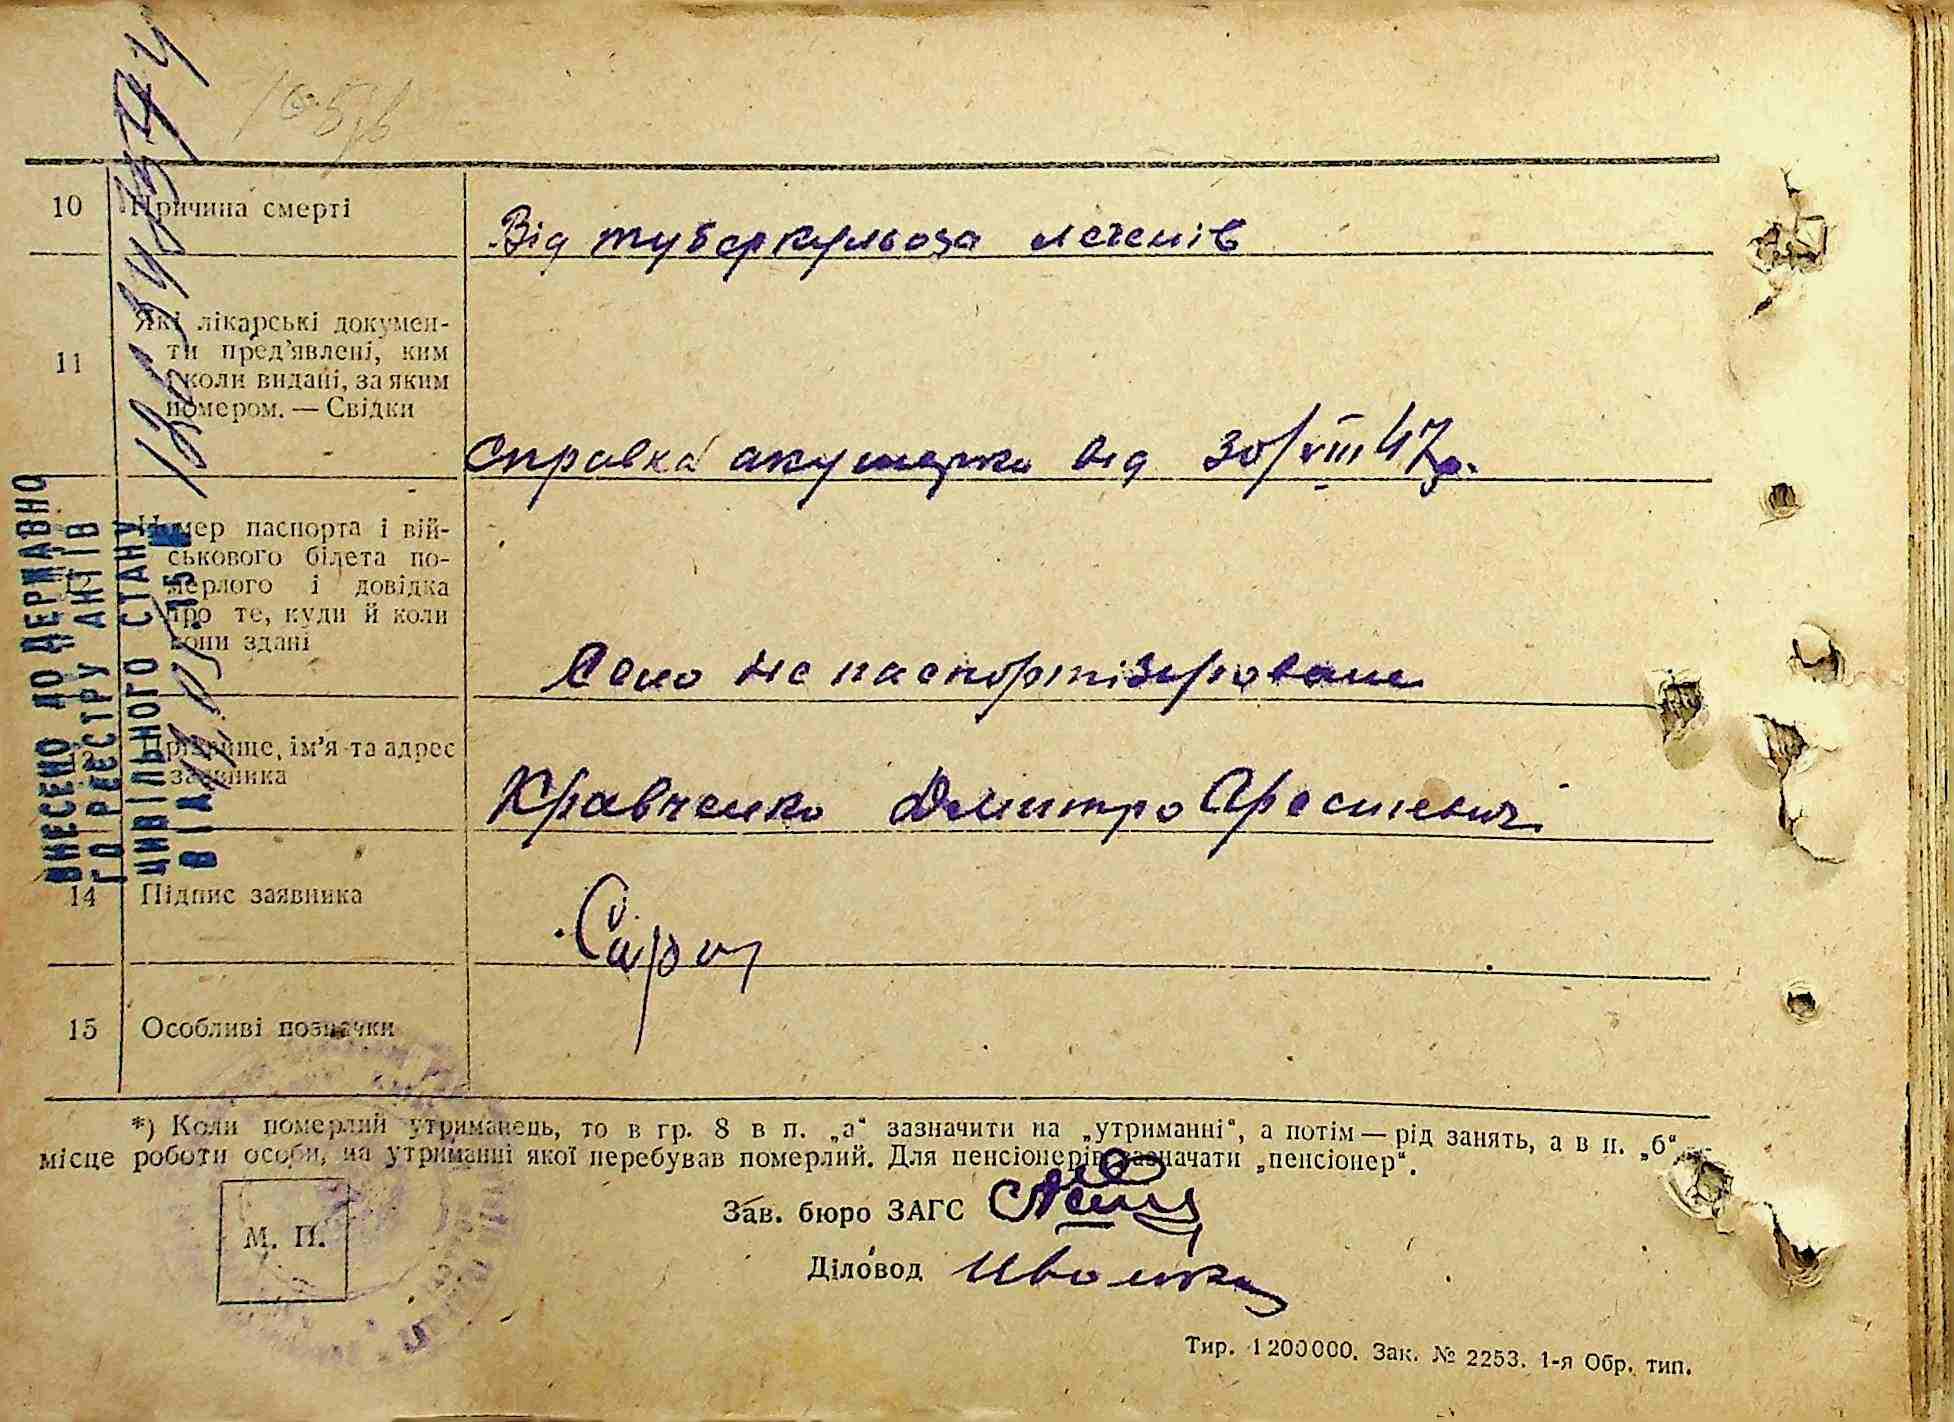 10 Причина смерті
Від туберкульоза легенів
11 Які лікарські докумен-
ти пред'явлені, ким
і коли видані, за яким
номером. — Свідки
Справка акушерки від 30/VIII 47р.
Номер паспорта і вій-
ськового білета по-
мерлого і довідка
про те, куди й коли
вони здані
Село не паспортізироване
Прізвище, ім'я та адрес
заявника
Кравченко Дмитро Арестиевич
14 Підпис заявника
15 Особливі позначки
ВНЕСЕНО ДО ДЕРЖАВНО
ГО РЕЄСТРУ АКТІВ
ЦИВІЛЬНОГО СТАНУ
ВІД
*) Коли померлий утриманець, то в гр. 8 в п. „а“ зазначити на „утриманні“, а потім — рід занять, а в п. „б“
місце роботи особи, на утриманні якої перебував померлий. Для пенсіонерів зазначати „пенсіонер“.
М. П.
Зав. бюро ЗАГС
Діловод
Тир. 1200000. Зак. № 2253. 1-я Обр. тип.